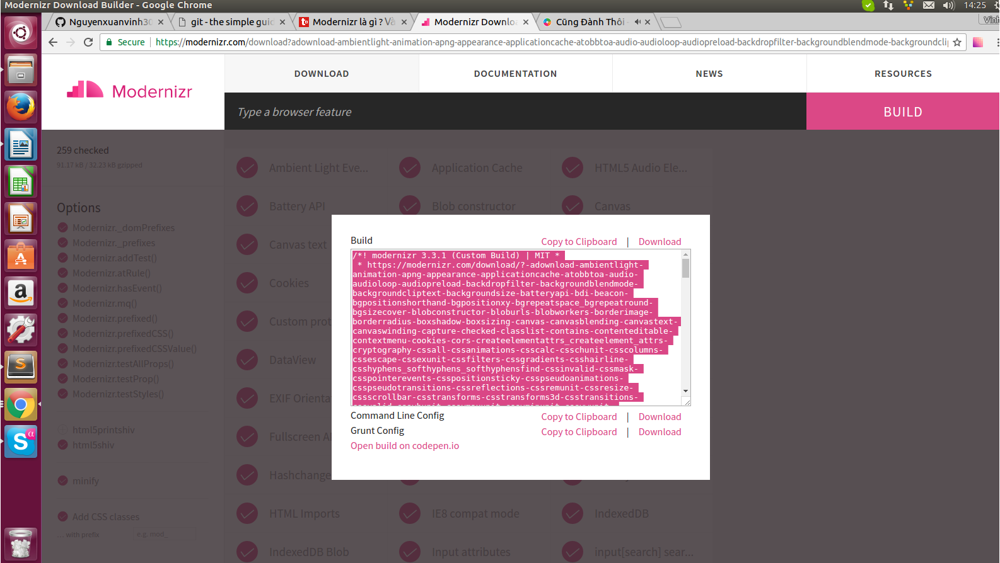 Modernizr Download Builder - Google Chrome
14:25
Nguyenxuanvinh30
git - the simple guid
Modernizr là gì ? Và
Modernizr Downlo
Cũng Đành Thôi -
Vinh
Secure
https://modernizr.com/download?adownload-ambientlight-animation-apng-appearance-applicationcache-atobbtoa-audio-audioloop-audiopreload-backdropfilter-backgroundblendmode-backgroundcli
Modernizr
DOWNLOAD
DOCUMENTATION
NEWS
RESOURCES
Type a browser feature
BUILD
259 checked
91.17 kB / 32.23 kB gzipped
Options
Modernizr._domPrefixes
Modernizr._prefixes
Modernizr.addTest()
Modernizr.atRule()
Modernizr.hasEvent()
Modernizr.mq()
Modernizr.prefixed()
Modernizr.prefixedCSS()
Modernizr.prefixedCSSValue()
Modernizr.testAllProps()
Modernizr.testProp()
Modernizr.testStyles()
html5printshiv
html5shiv
minify
Add CSS classes
... with prefix
e.g. mod_
Ambient Light Eve...
Application Cache
HTML5 Audio Ele...
Battery API
Blob constructor
Canvas
Canvas text
Cookies
Custom prot
DataView
EXIF Orienta
Fullscreen A
Hashchange
HTML Imports
IE8 compat mode
IndexedDB
IndexedDB Blob
Input attributes
input[search] sear...
Build
Copy to Clipboard | Download
/*! modernizr 3.3.1 (Custom Build) | MIT *
* https://modernizr.com/download/?-adownload-ambientlight-
animation-apng-appearance-applicationcache-atobbtoa-audio-
audioloop-audiopreload-backdropfilter-backgroundblendmode-
backgroundcliptext-backgroundsize-batteryapi-bdi-beacon-
bgpositionshorthand-bgpositionxy-bgrepeatspace_bgrepeatround-
bgsizecover-blobconstructor-bloburls-blobworkers-borderimage-
borderradius-boxshadow-boxsizing-canvas-canvasblending-canvastext-
canvaswinding-capture-checked-classlist-contains-contenteditable-
contextmenu-cookies-cors-createelementattrs_createelement_attrs-
cryptography-cssall-cssanimations-csscalc-csschunit-csscolumns-
cssescape-cssexunit-cssfilters-cssgradients-csshairline-
csshyphens_softhyphens_softhyphensfind-cssinvalid-cssmask-
csspointerevents-csspositionsticky-csspseudoanimations-
csspseudotransitions-cssreflections-cssremunit-cssresize-
cssscrollbar-csstransforms-csstransforms3d-csstransitions-
Command Line Config
Copy to Clipboard | Download
Grunt Config
Copy to Clipboard | Download
Open build on codepen.io